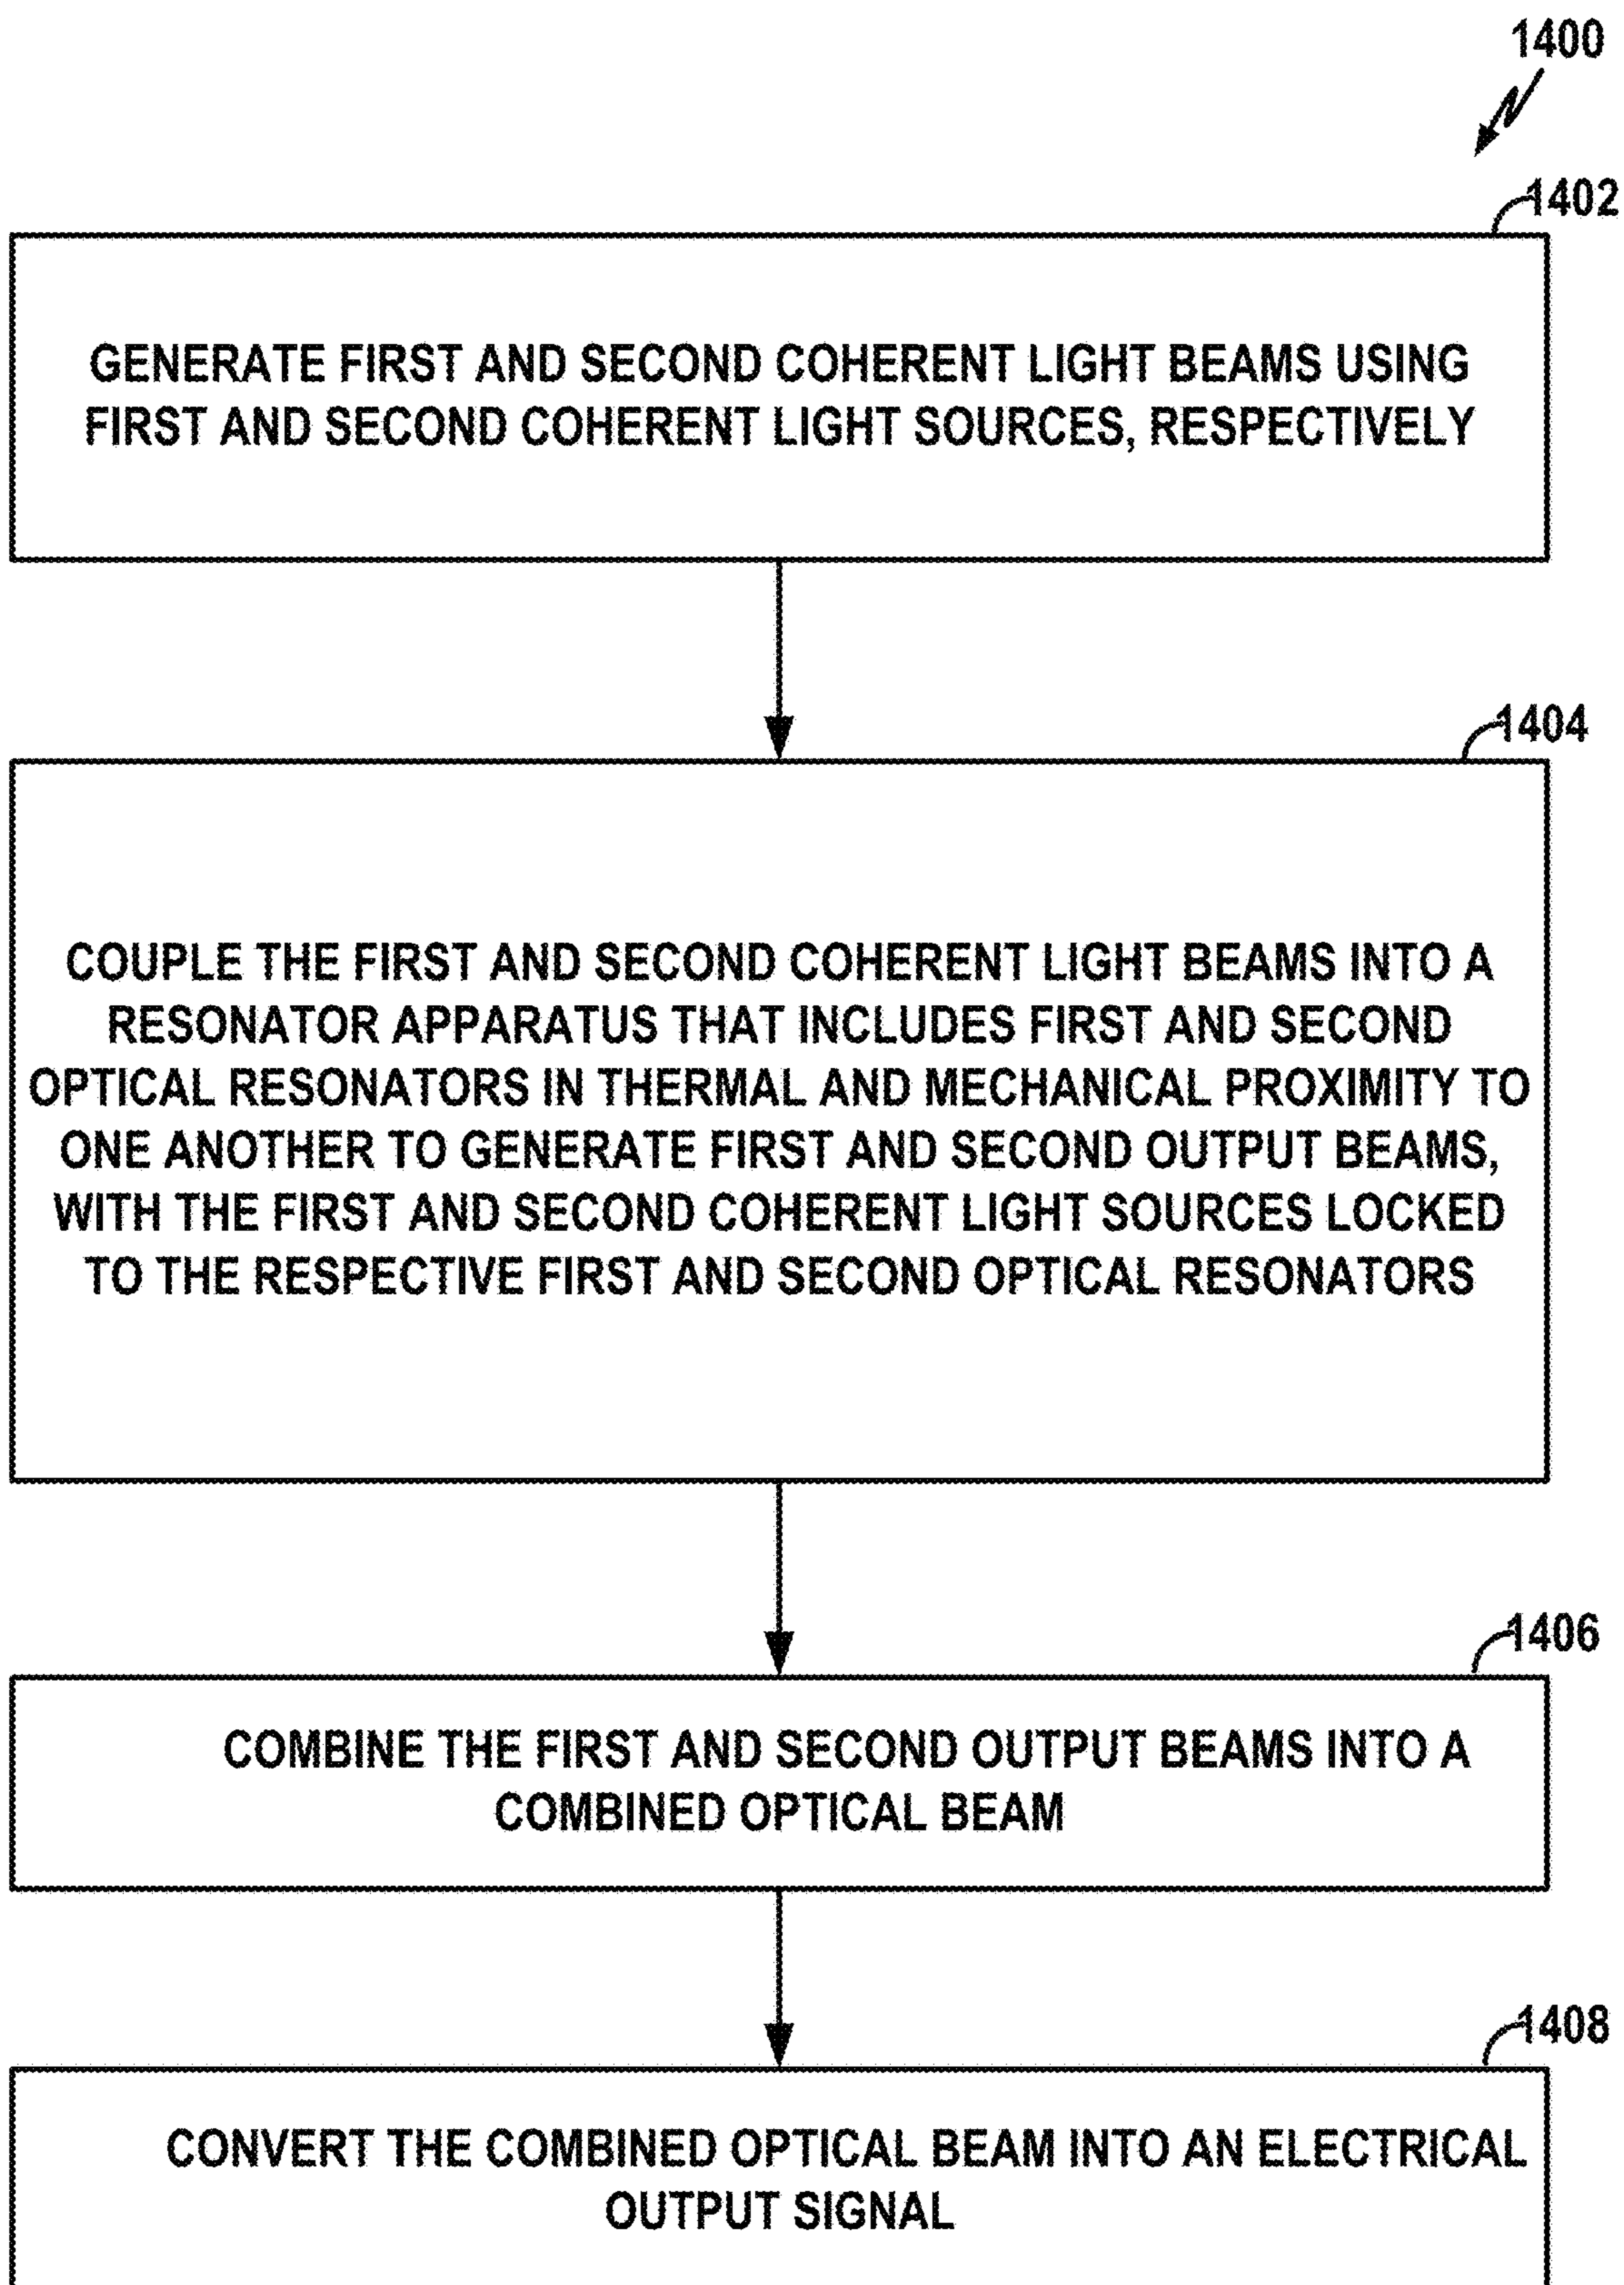 1400
1402
GENERATE FIRST AND SECOND COHERENT LIGHT BEAMS USING
FIRST AND SECOND COHERENT LIGHT SOURCES, RESPECTIVELY
1404
COUPLE THE FIRST AND SECOND COHERENT LIGHT BEAMS INTO A
RESONATOR APPARATUS THAT INCLUDES FIRST AND SECOND
OPTICAL RESONATORS IN THERMAL AND MECHANICAL PROXIMITY TO
ONE ANOTHER TO GENERATE FIRST AND SECOND OUTPUT BEAMS,
WITH THE FIRST AND SECOND COHERENT LIGHT SOURCES LOCKED
TO THE RESPECTIVE FIRST AND SECOND OPTICAL RESONATORS
1406
COMBINE THE FIRST AND SECOND OUTPUT BEAMS INTO A
COMBINED OPTICAL BEAM
1408
CONVERT THE COMBINED OPTICAL BEAM INTO AN ELECTRICAL
OUTPUT SIGNAL